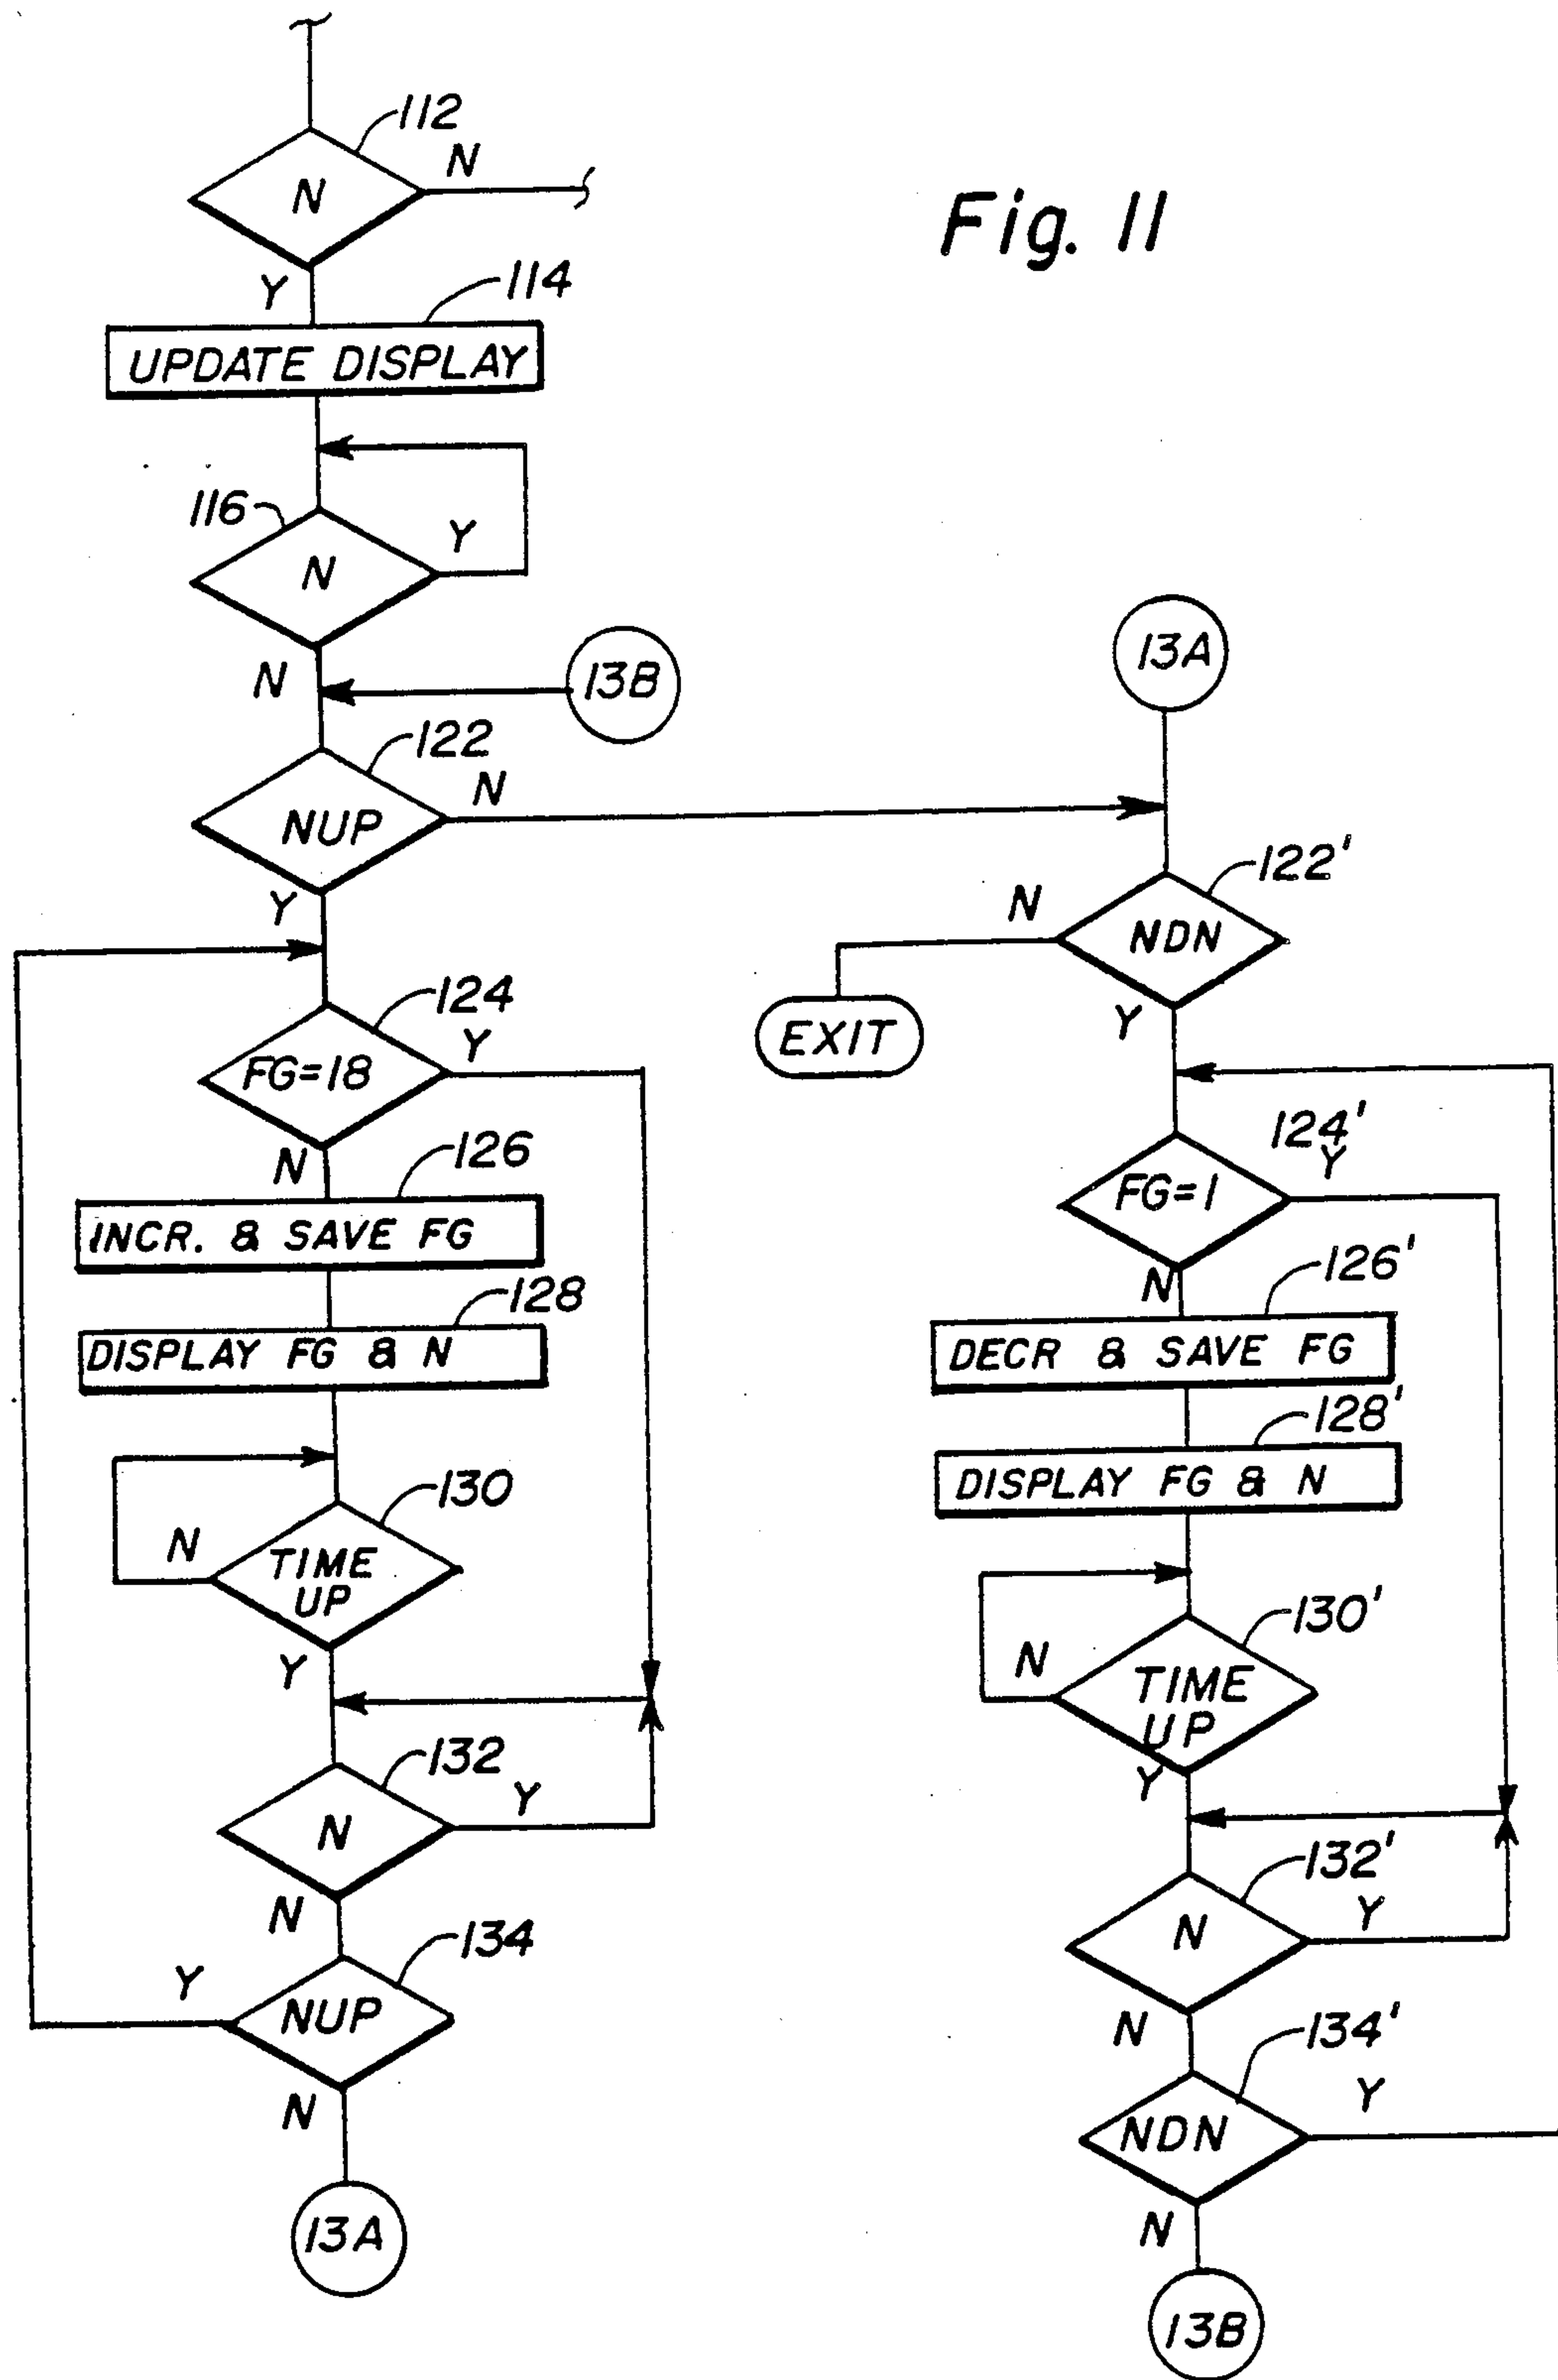 112
N
N
Fig. 11
Y
114
UPDATE DISPLAY
116
N
Y
N
13B
13A
122
NUP
N
122'
N
NDN
Y
EXIT
Y
124
FG=18
Y
N
124'
FG=1
Y
126
INCR. & SAVE FG
N
126'
DECR & SAVE FG
128
DISPLAY FG & N
128'
DISPLAY FG & N
130
N
TIME
UP
Y
130'
N
TIME
UP
Y
132
N
Y
N
132'
N
Y
N
134
Y
NUP
N
134'
NDN
Y
N
13A
13B